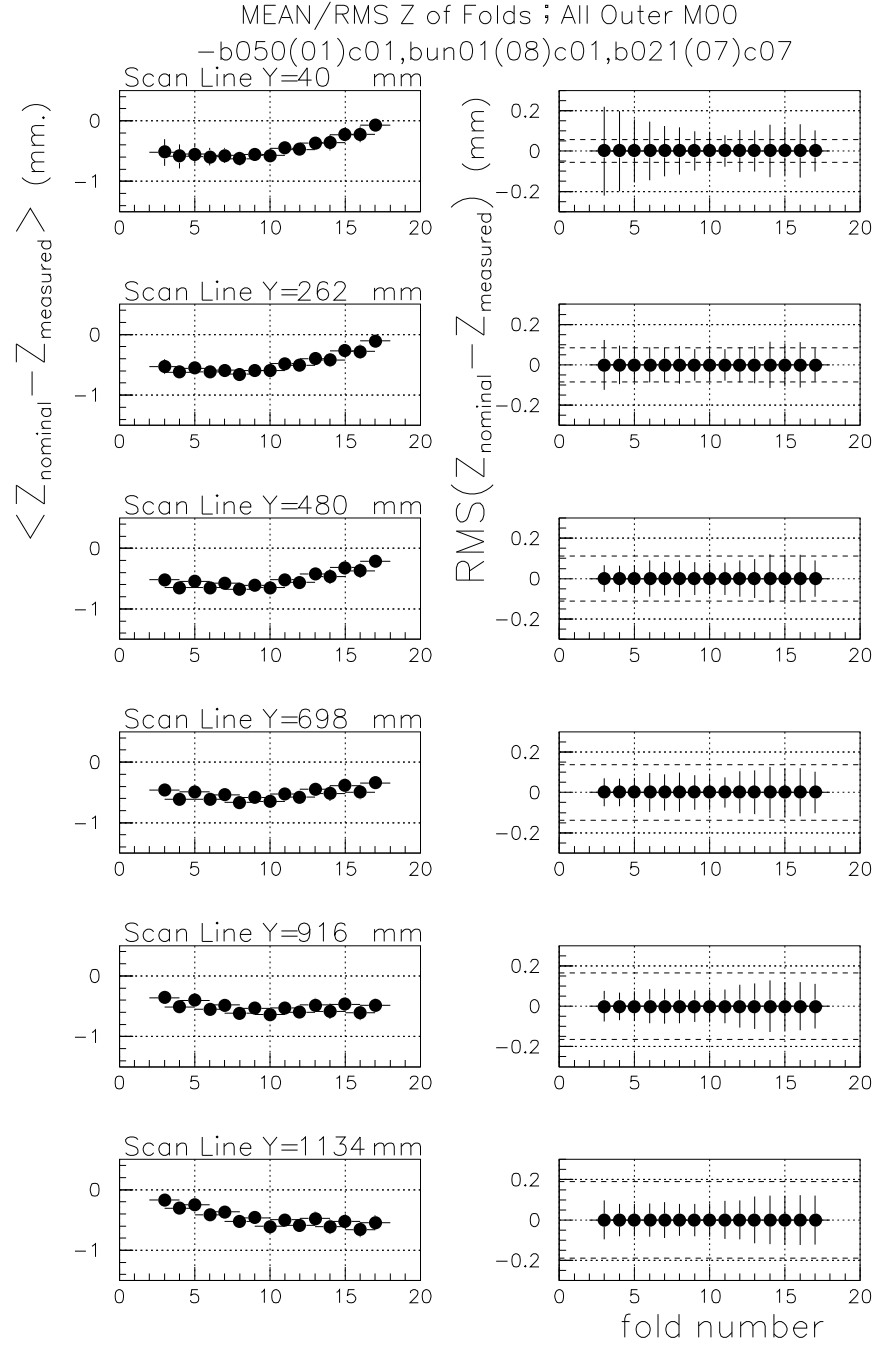 MEAN/RMS Z of Folds ; All Outer M00
−b050(01)c01,bun01(08)c01,b021(07)c07
<Znominal−Zmeasured> (mm.)
RMS(Znominal−Zmeasured) (mm)
Scan Line Y=40 mm
0
−1
0 5 10 15 20
0.2
0
−0.2
0 5 10 15 20
Scan Line Y=262 mm
0
−1
0 5 10 15 20
0.2
0
−0.2
0 5 10 15 20
Scan Line Y=480 mm
0
−1
0 5 10 15 20
0.2
0
−0.2
0 5 10 15 20
Scan Line Y=698 mm
0
−1
0 5 10 15 20
0.2
0
−0.2
0 5 10 15 20
Scan Line Y=916 mm
0
−1
0 5 10 15 20
0.2
0
−0.2
0 5 10 15 20
Scan Line Y=1134 mm
0
−1
0 5 10 15 20
0.2
0
−0.2
0 5 10 15 20
fold number